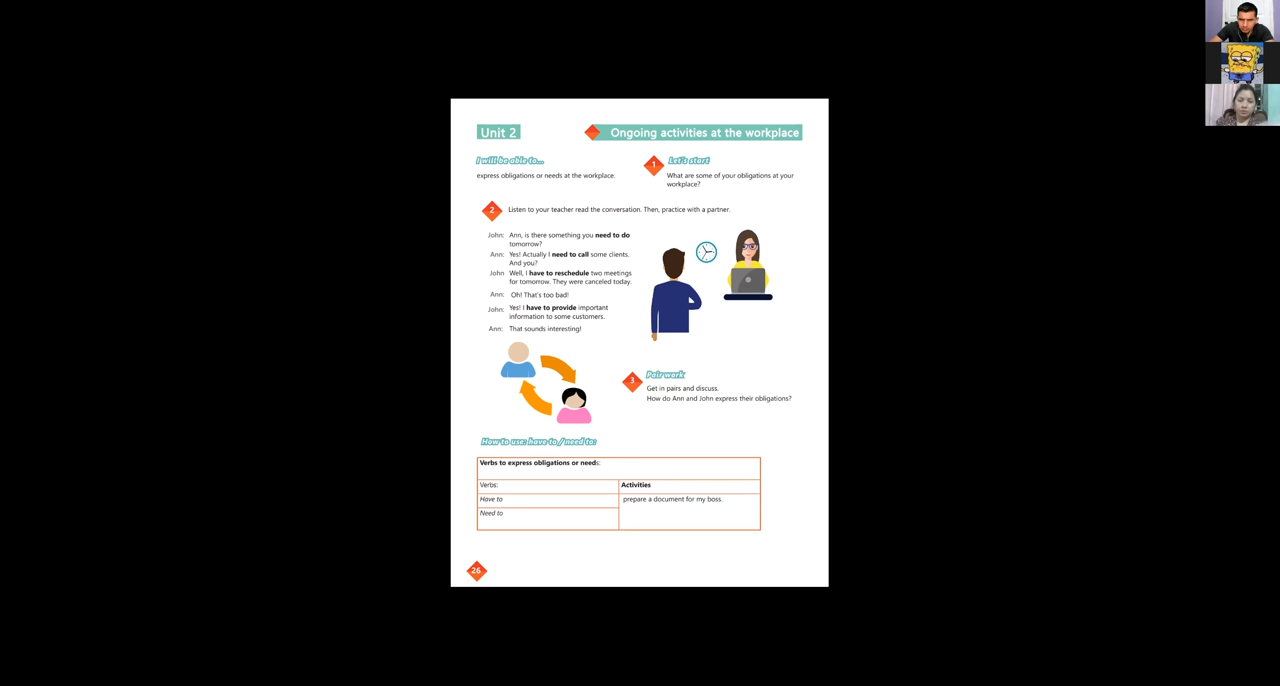 Unit 2
Ongoing activities at the workplace
I will be able to...
express obligations or needs at the workplace.
1
Let's start
What are some of your obligations at your
workplace?
2
Listen to your teacher read the conversation. Then, practice with a partner.
John: Ann, is there something you need to do
tomorrow?
Ann: Yes! Actually I need to call some clients.
And you?
John Well, I have to reschedule two meetings
for tomorrow. They were canceled today.
Ann: Oh! That's too bad!
John: Yes! I have to provide important
information to some customers.
Ann: That sounds interesting!
3
Pair work
Get in pairs and discuss.
How do Ann and John express their obligations?
How to use: have to / need to:
Verbs to express obligations or needs:
Verbs: Activities
Have to prepare a document for my boss.
Need to
26